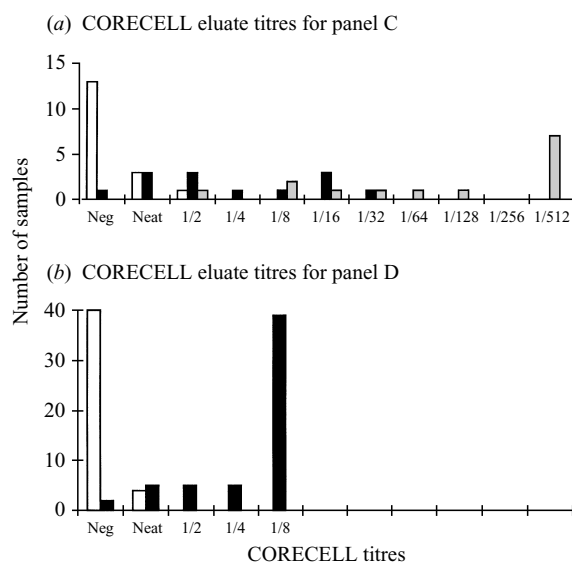 (a) CORECELL eluate titres for panel C
15
10
5
0
Neg Neat 1/2 1/4 1/8 1/16 1/32 1/64 1/128 1/256 1/512
Number of samples
(b) CORECELL eluate titres for panel D
40
30
20
10
0
Neg Neat 1/2 1/4 1/8
CORECELL titres